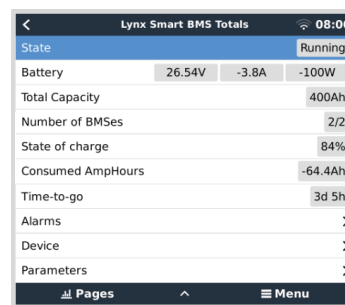 Lynx Smart BMS Totals 08:00
State Running
Battery 26.54V -3.8A -100W
Total Capacity 400Ah
Number of BMSes 2/2
State of charge 84%
Consumed AmpHours -64.4Ah
Time-to-go 3d 5h
Alarms
Device
Parameters
Pages Menu